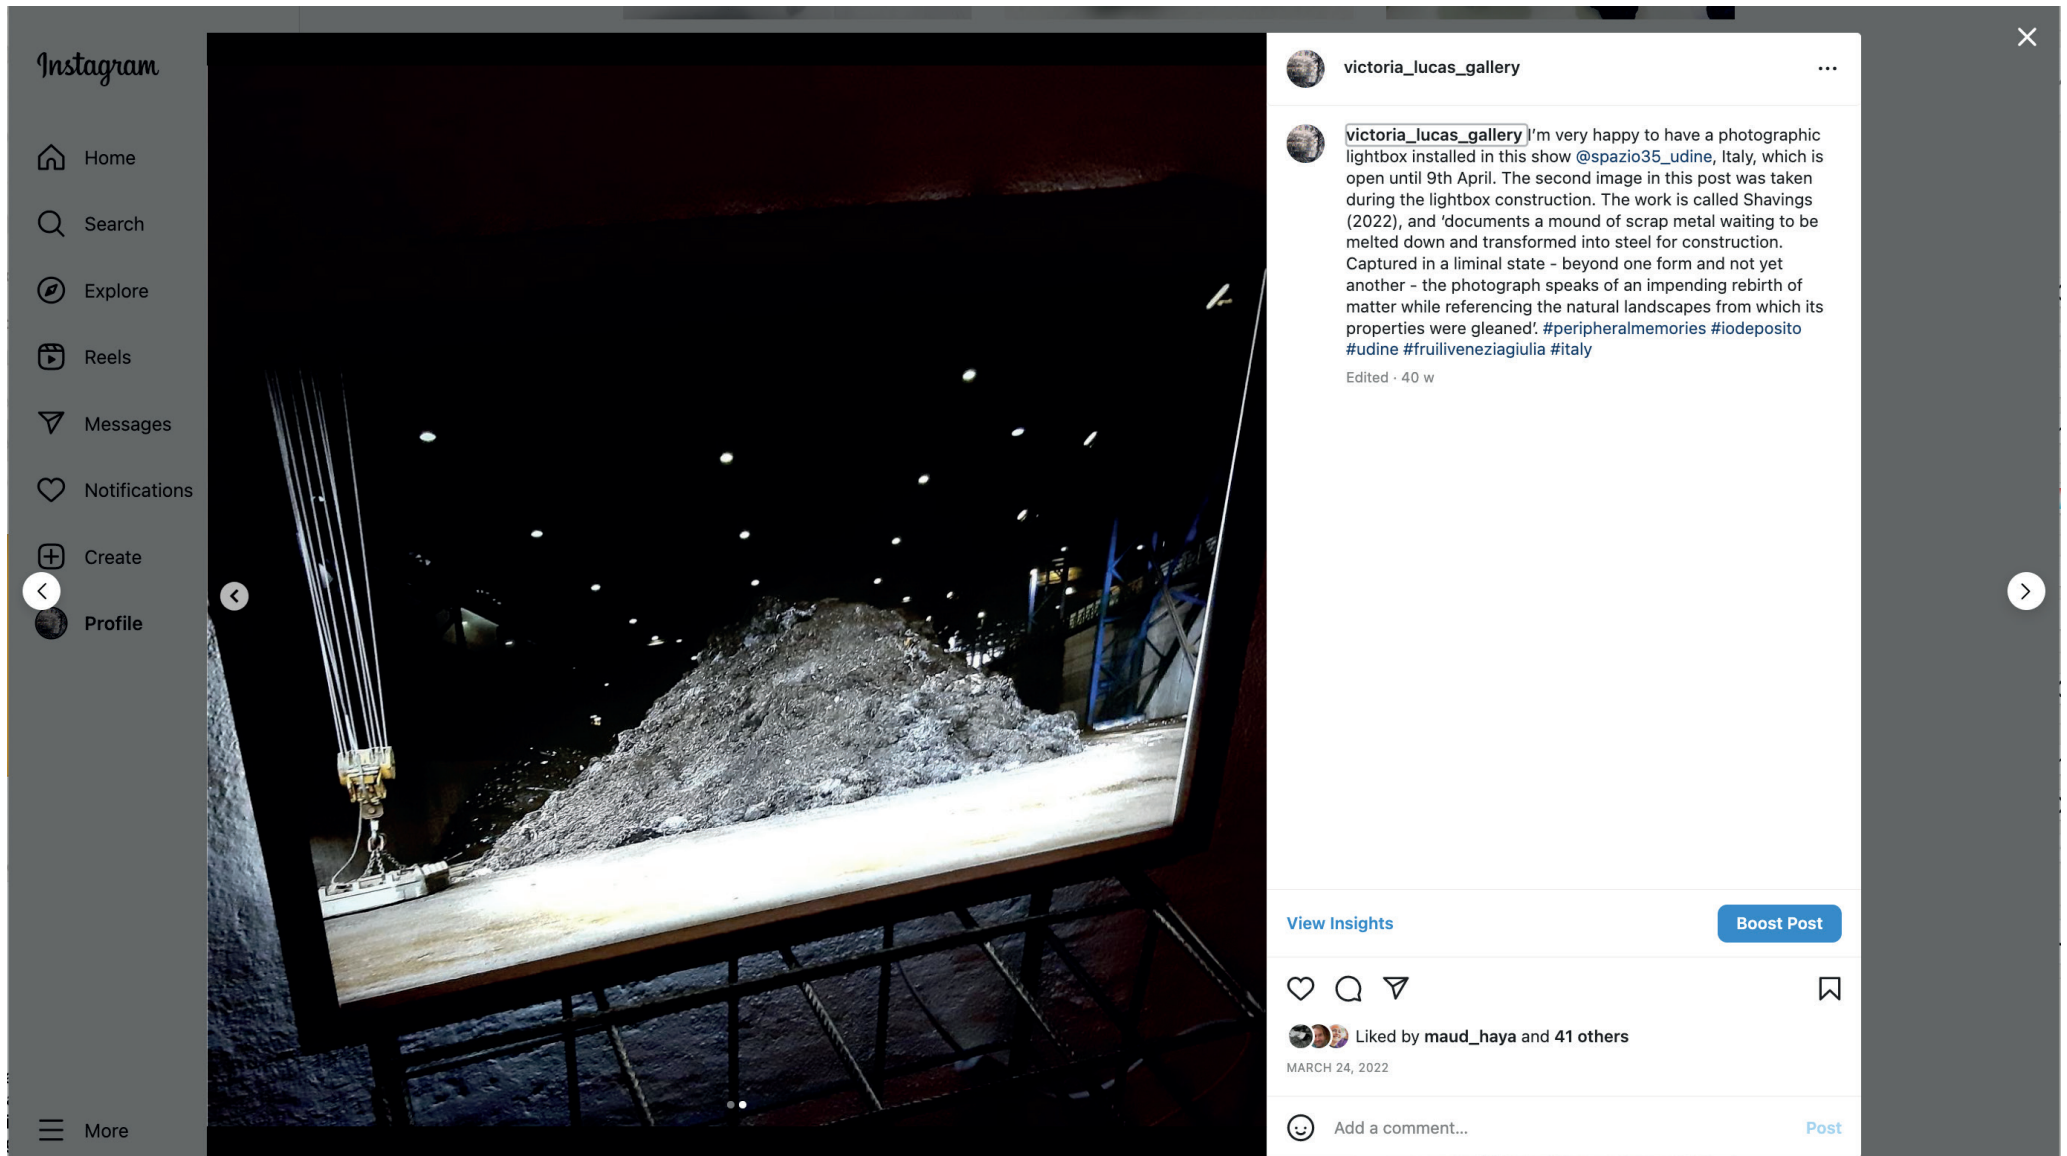 Instagram
Home
Search
Explore
Reels
Messages
Notifications
Create
Profile
More
victoria_lucas_gallery
victoria_lucas_gallery I'm very happy to have a photographic
lightbox installed in this show @spazio35_udine, Italy, which is
open until 9th April. The second image in this post was taken
during the lightbox construction. The work is called Shavings
(2022), and ‘documents a mound of scrap metal waiting to be
melted down and transformed into steel for construction.
Captured in a liminal state - beyond one form and not yet
another - the photograph speaks of an impending rebirth of
matter while referencing the natural landscapes from which its
properties were gleaned’. #peripheralmemories #iodeposito
#udine #fruiliveneziagiulia #italy
Edited · 40 w
View Insights
Boost Post
Liked by maud_haya and 41 others
MARCH 24, 2022
Add a comment...
Post